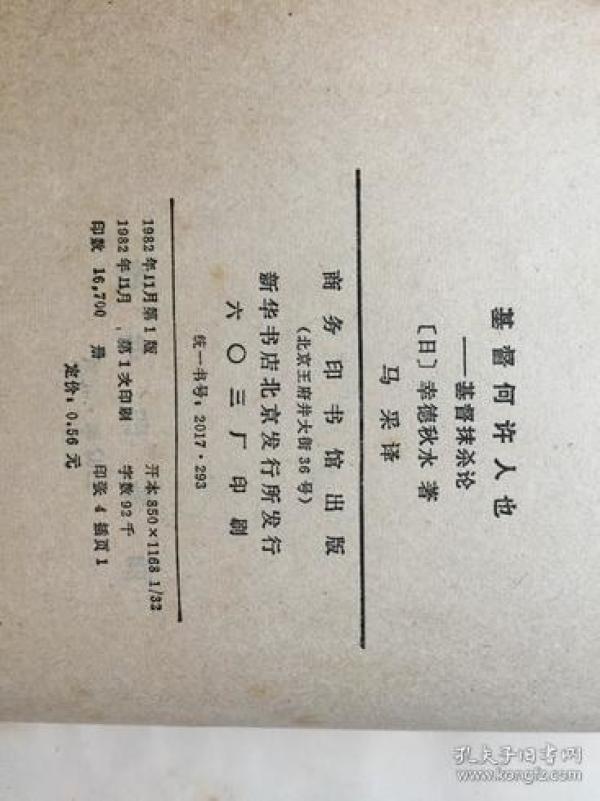 基督何许人也
——基督抹杀论
〔日〕幸德秋水 著
马采译
商务印书馆出版
（北京王府井大街36号）
新华书店北京发行所发行
六〇三厂印刷
统一书号：2017·293
1982年11月第1版 开本850×1168 1/32
1982年11月 第1次印刷 字数92千
印数 16,700 册 印张4 插页1
定价：0.56元
孔夫子旧书网
www.kongfz.com